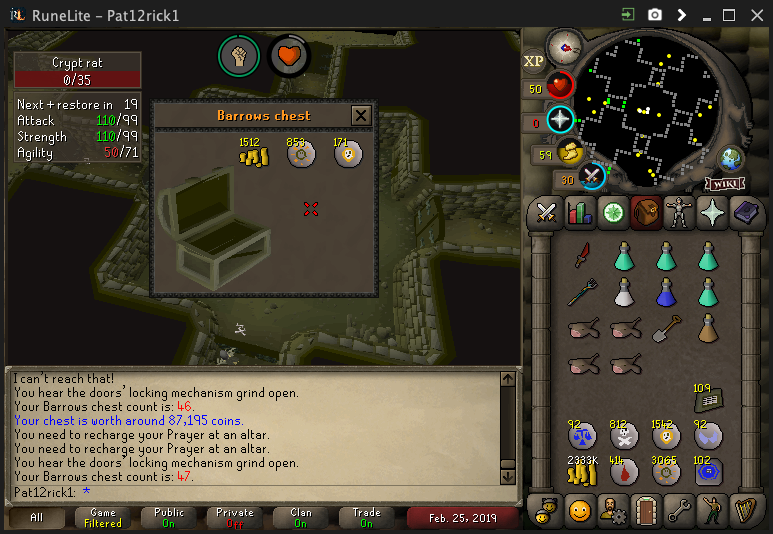 RuneLite - Pat12rick1
Crypt rat
0/35
Next + restore in 19
Attack 110/99
Strength 110/99
Agility 50/71
Barrows chest
1512
853
171
XP
50
0
59
30
WIKI
109
92
812
1542
92
2333K
414
3065
102
I can't reach that!
You hear the doors' locking mechanism grind open.
Your Barrows chest count is: 46.
Your chest is worth around 87,195 coins.
You need to recharge your Prayer at an altar.
You need to recharge your Prayer at an altar.
You hear the doors' locking mechanism grind open.
Your Barrows chest count is: 47.
Pat12rick1: *
All
Game Filtered
Public On
Private Off
Clan On
Trade On
Feb. 25, 2019